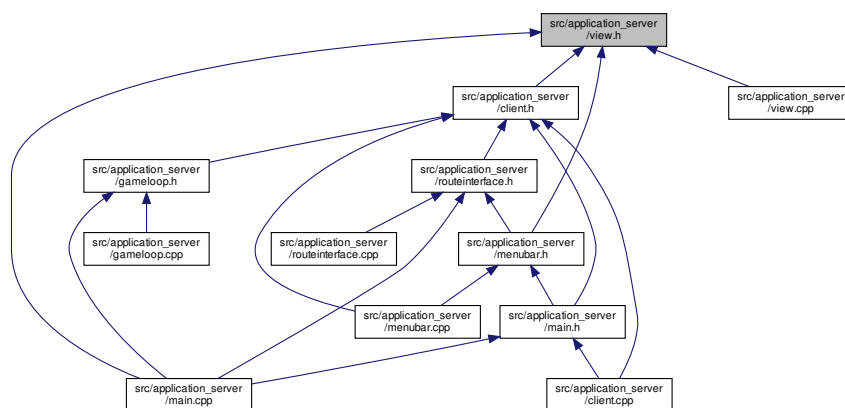 src/application_server
/view.h
src/application_server
/client.h
src/application_server
/view.cpp
src/application_server
/gameloop.h
src/application_server
/routeinterface.h
src/application_server
/gameloop.cpp
src/application_server
/routeinterface.cpp
src/application_server
/menubar.h
src/application_server
/menubar.cpp
src/application_server
/main.h
src/application_server
/main.cpp
src/application_server
/client.cpp